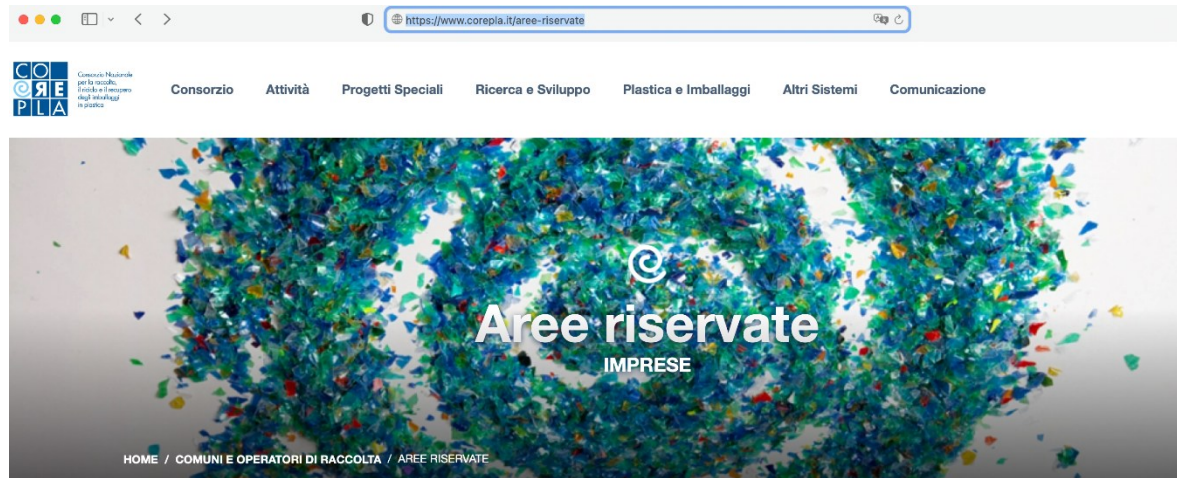 https://www.corepla.it/aree-riservate
CO
RE
PLA
Consorzio Nazionale
per la raccolta,
il riciclo e il recupero
degli imballaggi
in plastica
Consorzio Attività Progetti Speciali Ricerca e Sviluppo Plastica e Imballaggi Altri Sistemi Comunicazione
Aree riservate
IMPRESE
HOME / COMUNI E OPERATORI DI RACCOLTA / AREE RISERVATE